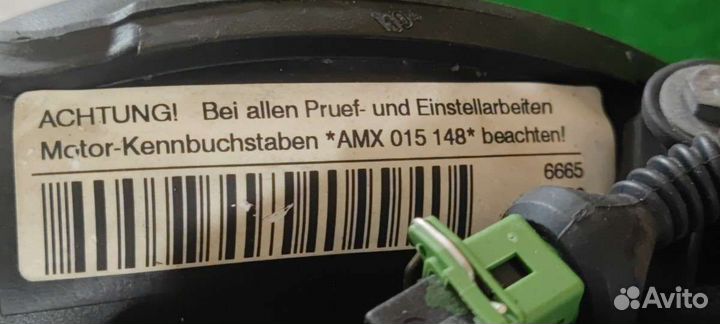 ACHTUNG! Bei allen Pruef- und Einstellarbeiten
Motor-Kennbuchstaben *AMX 015 148* beachten!
6665
Avito